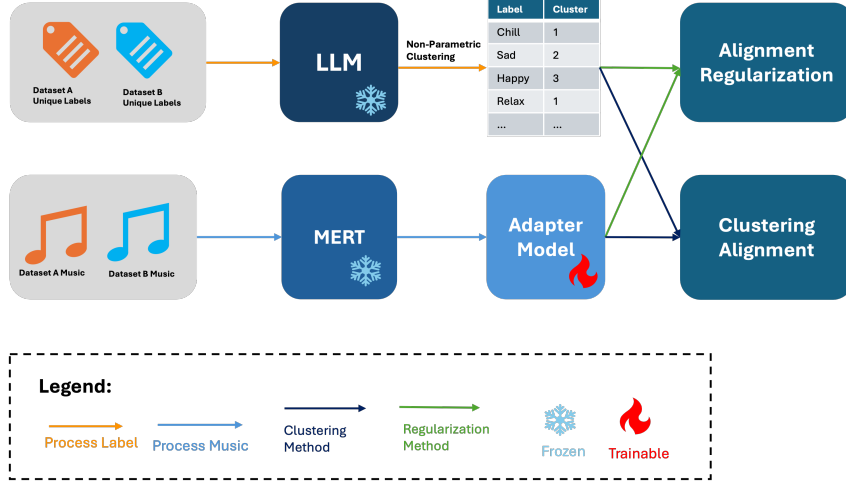 Dataset A
Unique Labels
Dataset B
Unique Labels
LLM
Non-Parametric
Clustering
Label Cluster
Chill 1
Sad 2
Happy 3
Relax 1
... ...
Alignment
Regularization
Dataset A Music
Dataset B Music
MERT
Adapter
Model
Clustering
Alignment
Legend:
Process Label
Process Music
Clustering
Method
Regularization
Method
Frozen
Trainable